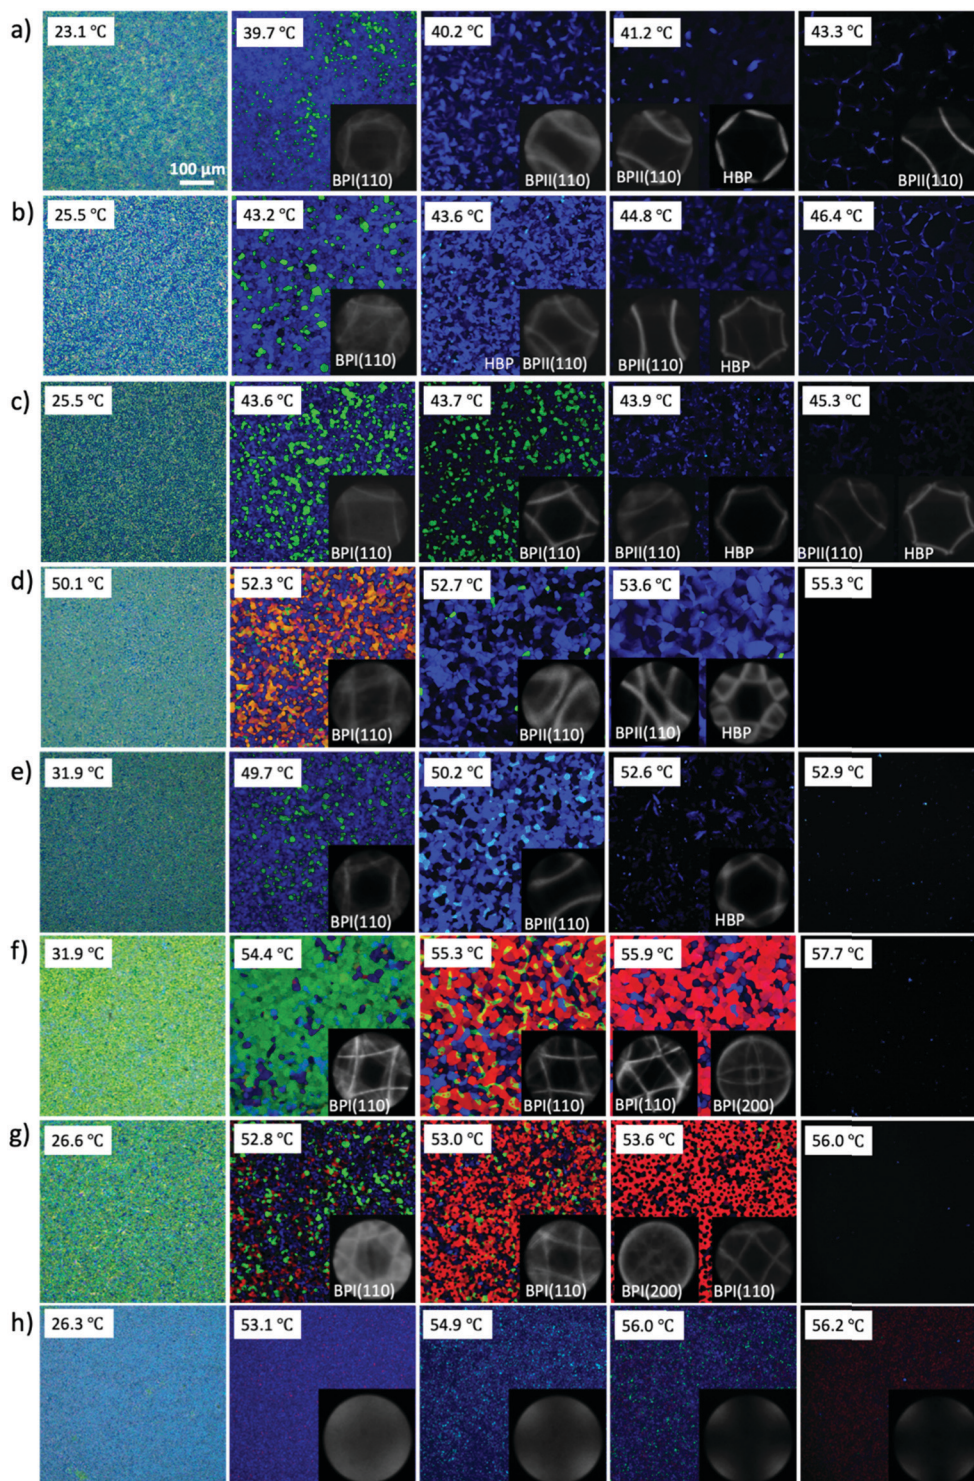 a) 23.1 °C 39.7 °C 40.2 °C 41.2 °C 43.3 °C
100 µm
BPI(110) BPII(110) BPII(110) HBP BPII(110)
b) 25.5 °C 43.2 °C 43.6 °C 44.8 °C 46.4 °C
BPI(110) HBP BPII(110) BPII(110) HBP
c) 25.5 °C 43.6 °C 43.7 °C 43.9 °C 45.3 °C
BPI(110) BPI(110) BPII(110) HBP BPII(110) HBP
d) 50.1 °C 52.3 °C 52.7 °C 53.6 °C 55.3 °C
BPI(110) BPII(110) BPII(110) HBP
e) 31.9 °C 49.7 °C 50.2 °C 52.6 °C 52.9 °C
BPI(110) BPII(110) HBP
f) 31.9 °C 54.4 °C 55.3 °C 55.9 °C 57.7 °C
BPI(110) BPI(110) BPI(110) BPI(200)
g) 26.6 °C 52.8 °C 53.0 °C 53.6 °C 56.0 °C
BPI(110) BPI(110) BPI(200) BPI(110)
h) 26.3 °C 53.1 °C 54.9 °C 56.0 °C 56.2 °C